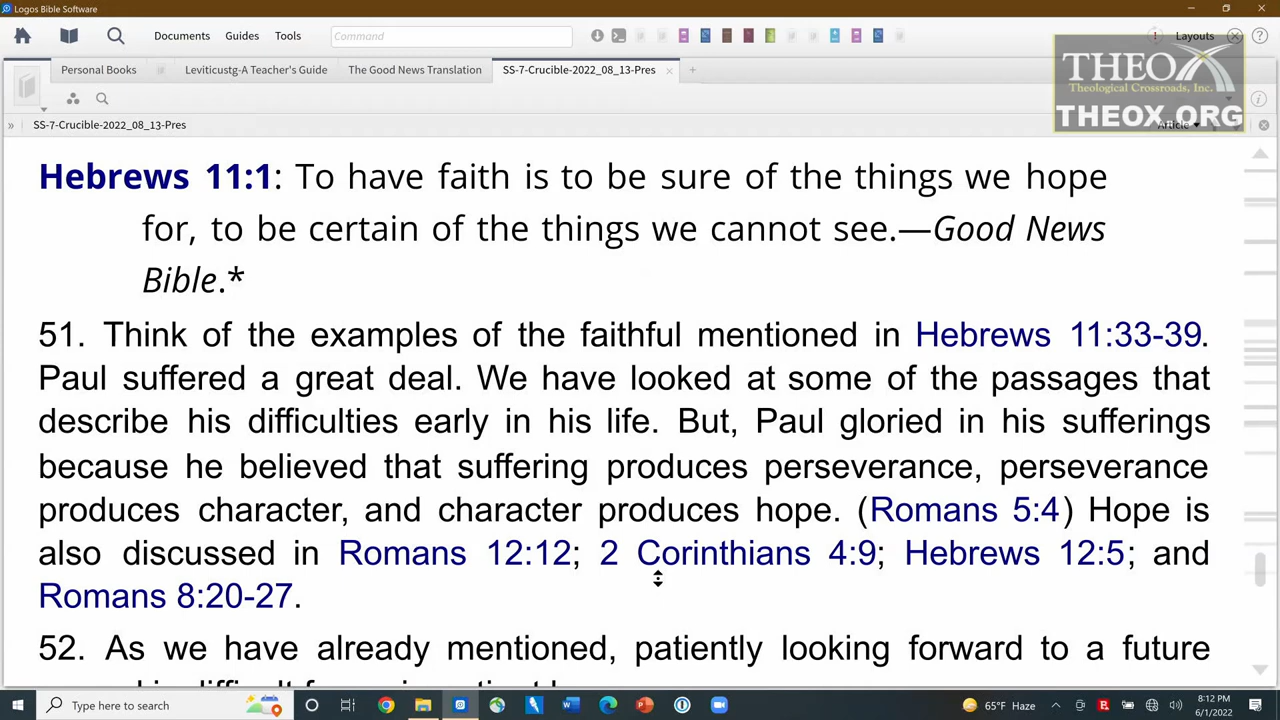 Logos Bible Software
Documents Guides Tools Command Layouts
Personal Books Leviticustg-A Teacher's Guide The Good News Translation SS-7-Crucible-2022_08_13-Pres
THEOX
Theological Crossroads, Inc.
THEOX.ORG
SS-7-Crucible-2022_08_13-Pres Article
Hebrews 11:1: To have faith is to be sure of the things we hope
for, to be certain of the things we cannot see.—Good News
Bible.*
51. Think of the examples of the faithful mentioned in Hebrews 11:33-39.
Paul suffered a great deal. We have looked at some of the passages that
describe his difficulties early in his life. But, Paul gloried in his sufferings
because he believed that suffering produces perseverance, perseverance
produces character, and character produces hope. (Romans 5:4) Hope is
also discussed in Romans 12:12; 2 Corinthians 4:9; Hebrews 12:5; and
Romans 8:20-27.
52. As we have already mentioned, patiently looking forward to a future
Type here to search 65°F Haze 8:12 PM
6/1/2022